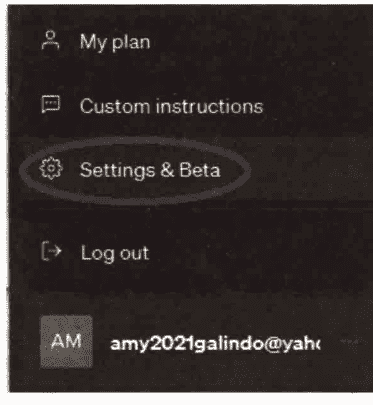 My plan
Custom instructions
Settings & Beta
Log out
AM amy2021galindo@yah